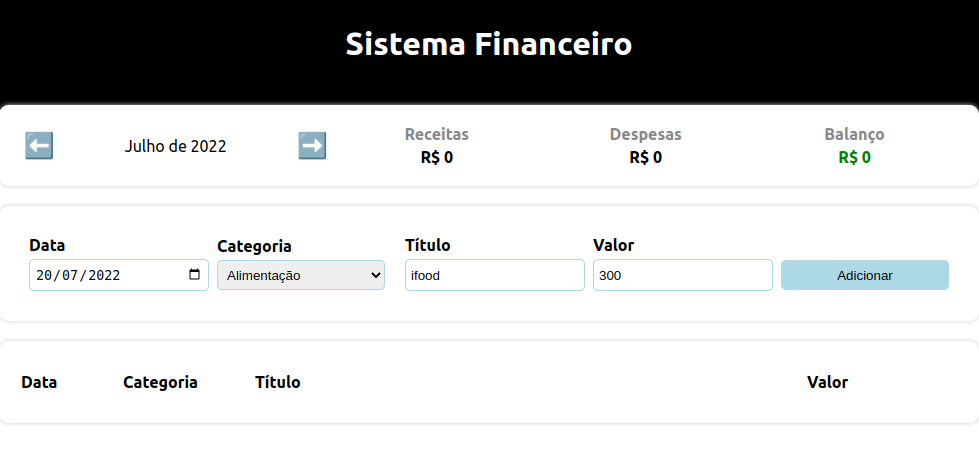 Sistema Financeiro
Julho de 2022
Receitas
R$ 0
Despesas
R$ 0
Balanço
R$ 0
Data
Categoria
Título
Valor
20/07/2022
Alimentação
ifood
300
Adicionar
Data
Categoria
Título
Valor